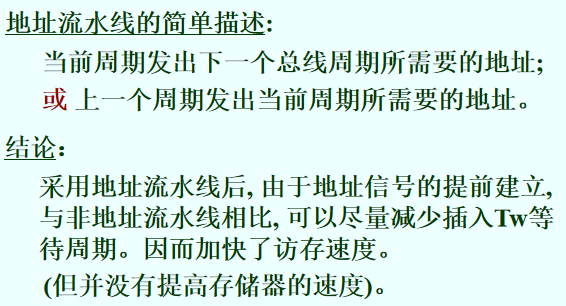 地址流水线的简单描述:
当前周期发出下一个总线周期所需要的地址;
或 上一个周期发出当前周期所需要的地址。
结论:
采用地址流水线后, 由于地址信号的提前建立,
与非地址流水线相比, 可以尽量减少插入Tw等
待周期。因而加快了访存速度。
(但并没有提高存储器的速度)。